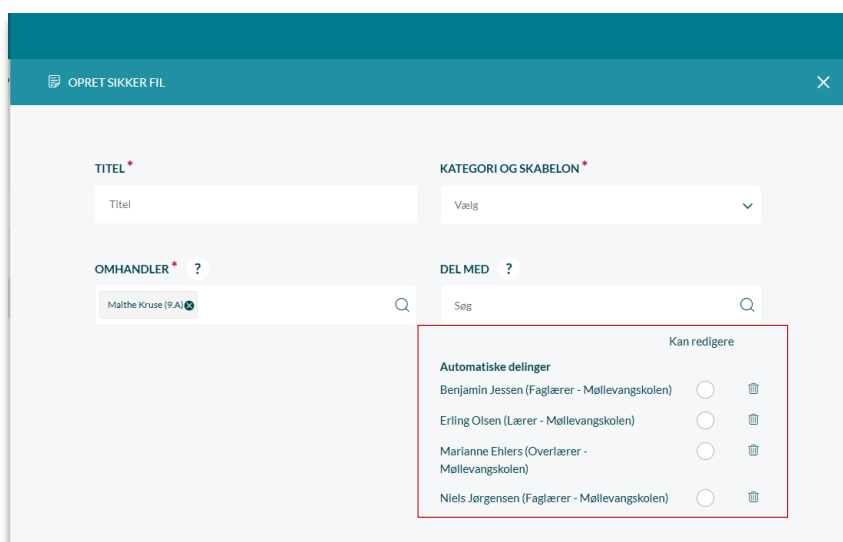 OPRET SIKKER FIL
TITEL *
KATEGORI OG SKABELON *
Titel
Vælg
OMHANDLER * ?
DEL MED ?
Malthe Kruse (9.A)
Søg
Kan redigere
Automatiske delinger
Benjamin Jessen (Faglærer - Møllevangskolen)
Erling Olsen (Lærer - Møllevangskolen)
Marianne Ehlers (Overlærer -
Møllevangskolen)
Niels Jørgensen (Faglærer - Møllevangskolen)